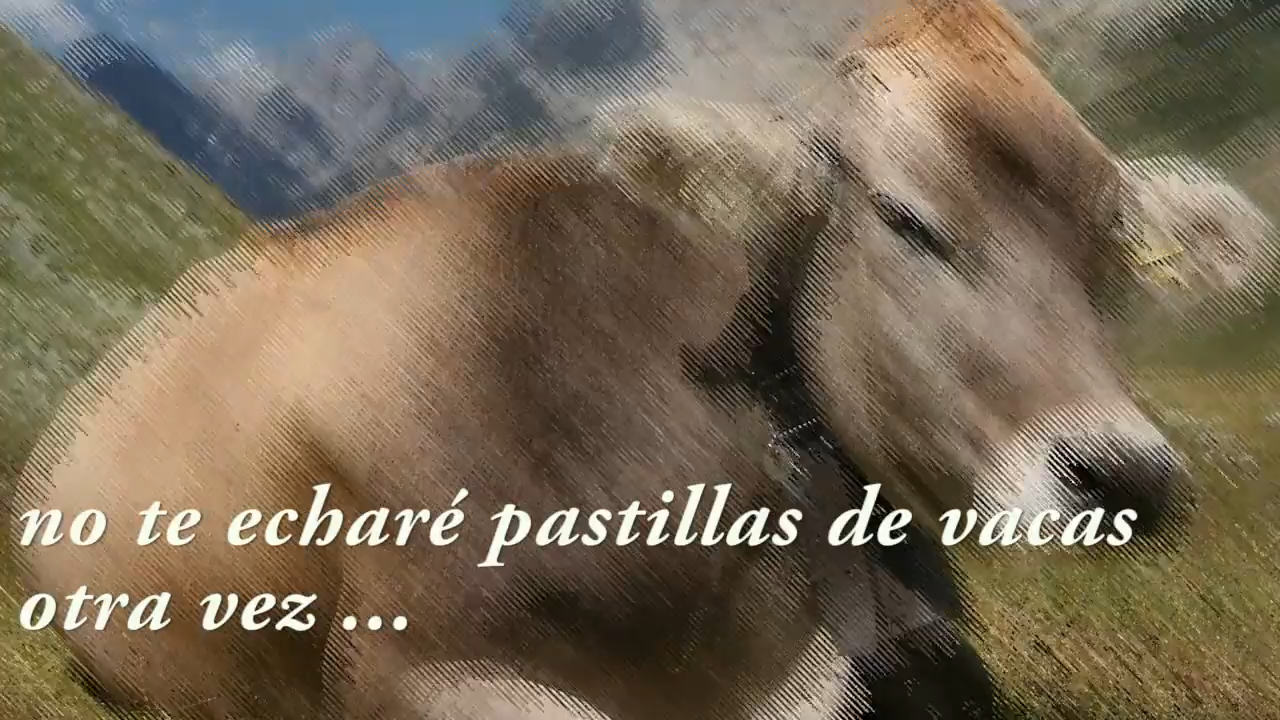 no te echaré pastillas de vacas
otra vez ...